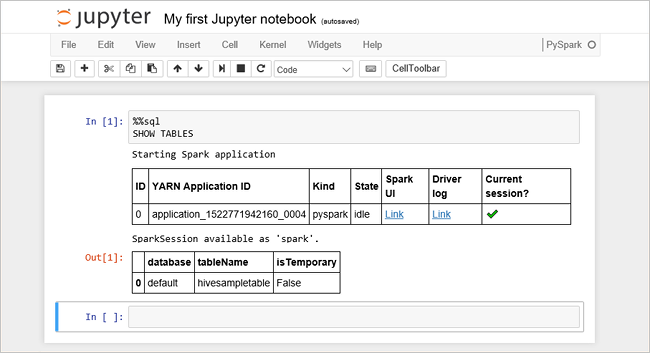 jupyter My first Jupyter notebook (autosaved)
File Edit View Insert Cell Kernel Widgets Help PySpark
Code CellToolbar
In [1]: %%sql
SHOW TABLES
Starting Spark application
ID YARN Application ID Kind State Spark UI Driver log Current session?
0 application_1522771942160_0004 pyspark idle Link Link ✔
SparkSession available as 'spark'.
Out[1]: database tableName isTemporary
0 default hivesampletable False
In [ ]: